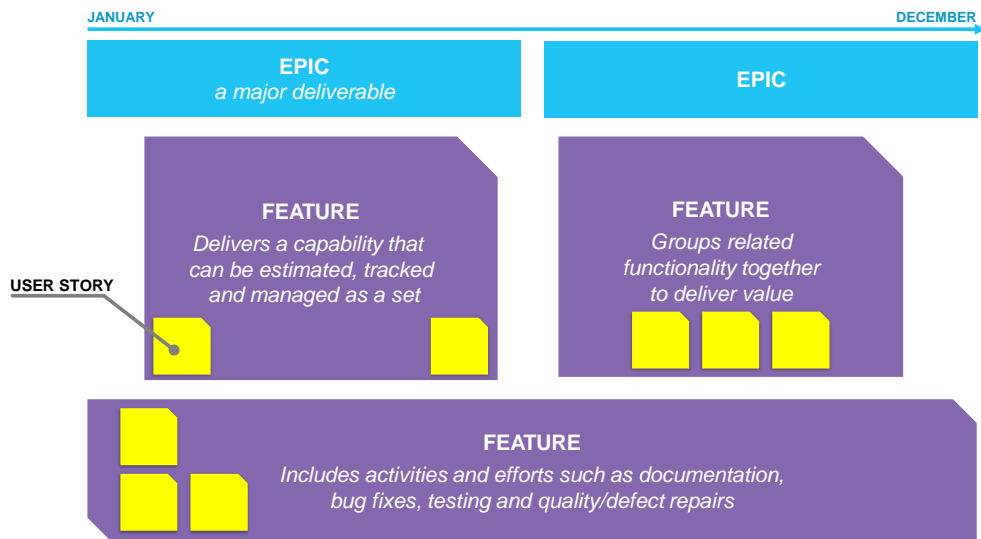 JANUARY
DECEMBER
EPIC
a major deliverable
EPIC
FEATURE
Delivers a capability that
can be estimated, tracked
and managed as a set
FEATURE
Groups related
functionality together
to deliver value
USER STORY
FEATURE
Includes activities and efforts such as documentation,
bug fixes, testing and quality/defect repairs